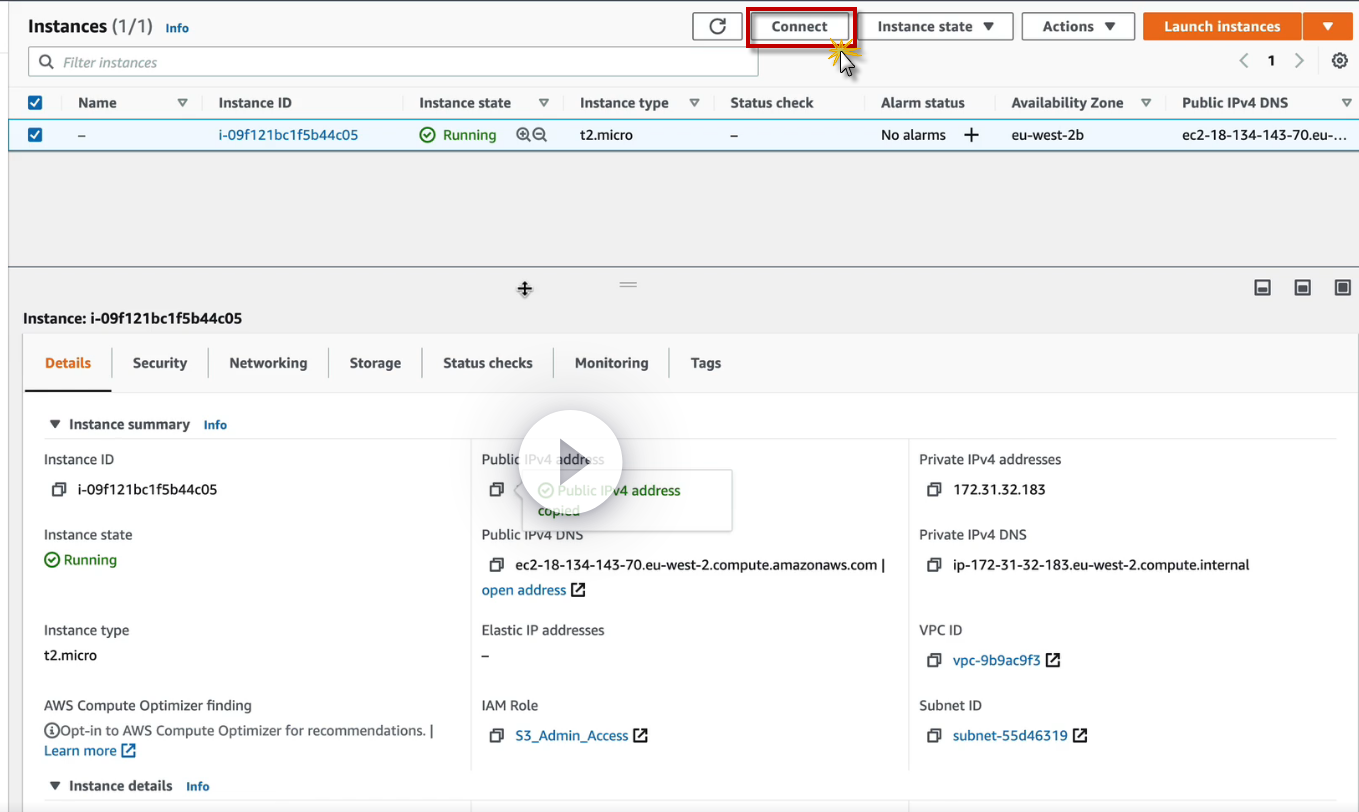 Instances (1/1) Info
Connect
Instance state
Actions
Launch instances
Filter instances
1
Name Instance ID Instance state Instance type Status check Alarm status Availability Zone Public IPv4 DNS
– i-09f121bc1f5b44c05 Running t2.micro – No alarms + eu-west-2b ec2-18-134-143-70.eu-...
Instance: i-09f121bc1f5b44c05
Details Security Networking Storage Status checks Monitoring Tags
Instance summary Info
Instance ID
i-09f121bc1f5b44c05
Public IPv4 address
Public IPv4 address
copied
Private IPv4 addresses
172.31.32.183
Instance state
Running
Public IPv4 DNS
ec2-18-134-143-70.eu-west-2.compute.amazonaws.com |
open address
Private IPv4 DNS
ip-172-31-32-183.eu-west-2.compute.internal
Instance type
t2.micro
Elastic IP addresses
–
VPC ID
vpc-9b9ac9f3
AWS Compute Optimizer finding
Opt-in to AWS Compute Optimizer for recommendations. |
Learn more
IAM Role
S3_Admin_Access
Subnet ID
subnet-55d46319
Instance details Info